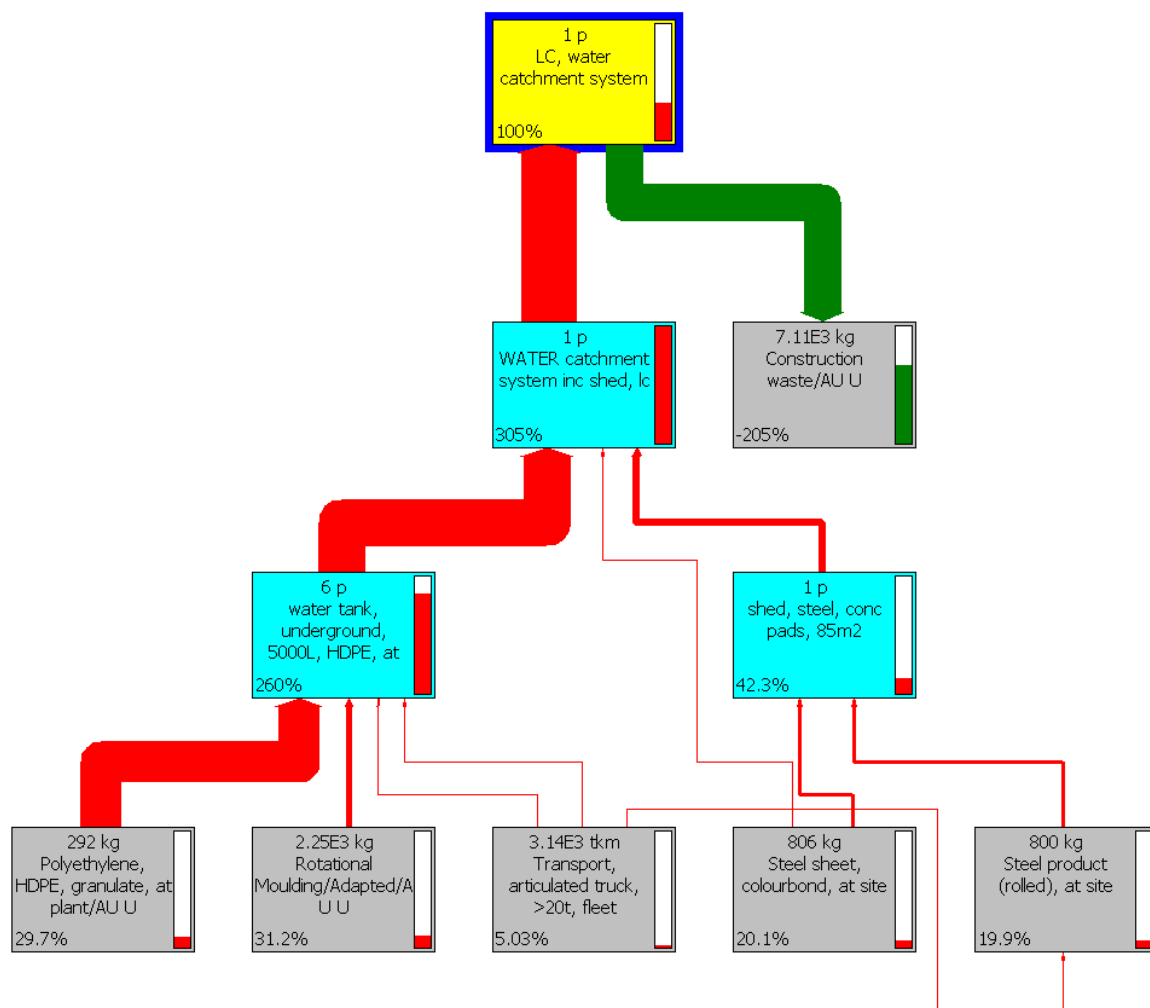 1 p
LC, water
catchment system
100%
1 p
WATER catchment
system inc shed, lc
305%
7.11E3 kg
Construction
waste/AU U
-205%
6 p
water tank,
underground,
5000L, HDPE, at
260%
1 p
shed, steel, conc
pads, 85m2
42.3%
292 kg
Polyethylene,
HDPE, granulate, at
plant/AU U
29.7%
2.25E3 kg
Rotational
Moulding/Adapted/A
U U
31.2%
3.14E3 tkm
Transport,
articulated truck,
>20t, fleet
5.03%
806 kg
Steel sheet,
colourbond, at site
20.1%
800 kg
Steel product
(rolled), at site
19.9%